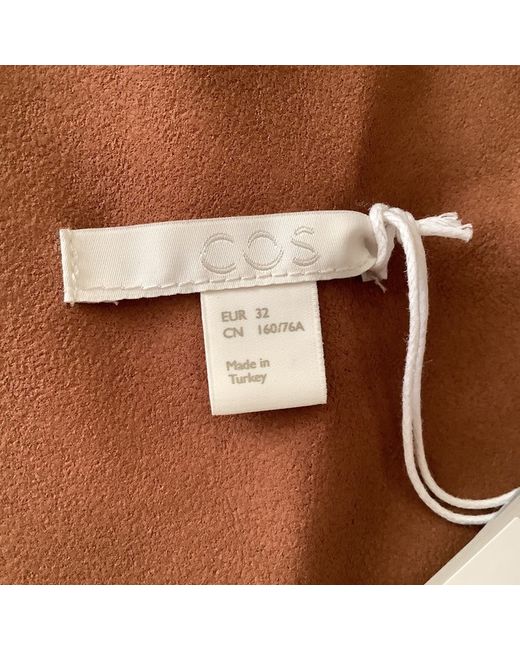 COS
EUR 32
CN 160/76A
Made in
Turkey